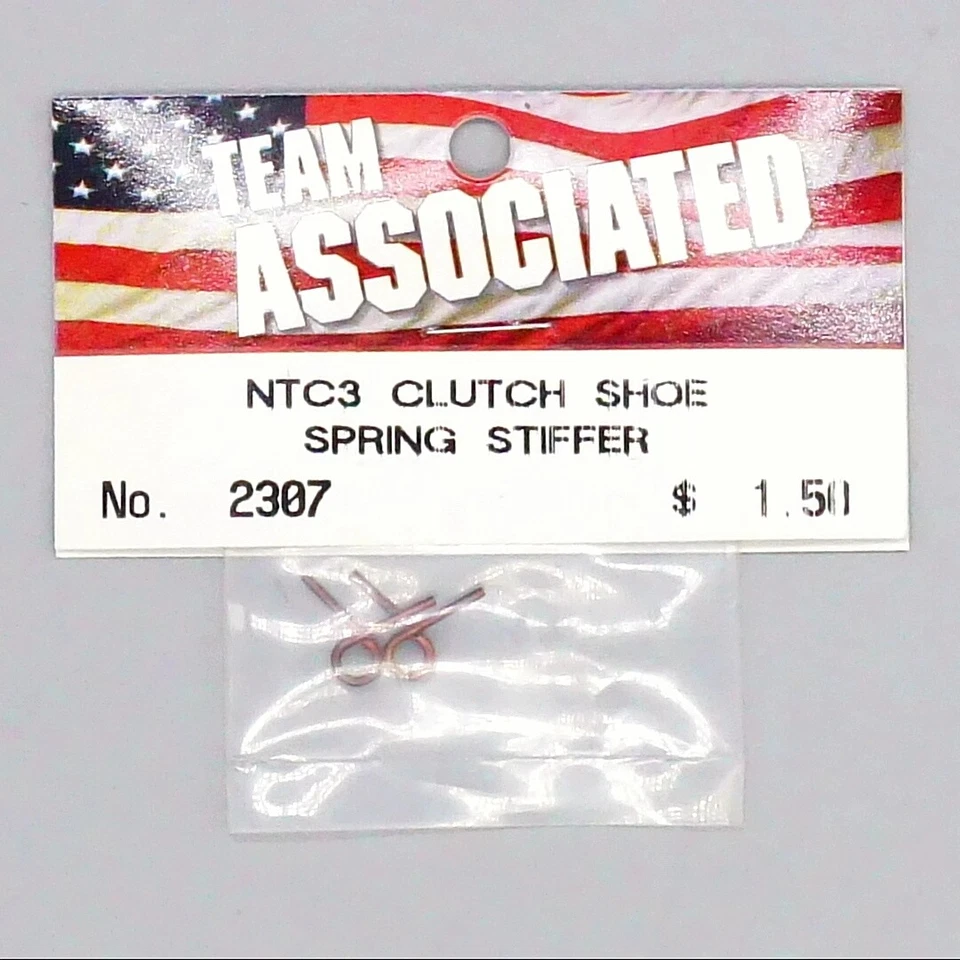 TEAM
ASSOCIATED
NTC3 CLUTCH SHOE
SPRING STIFFER
No. 2307 $ 1.50